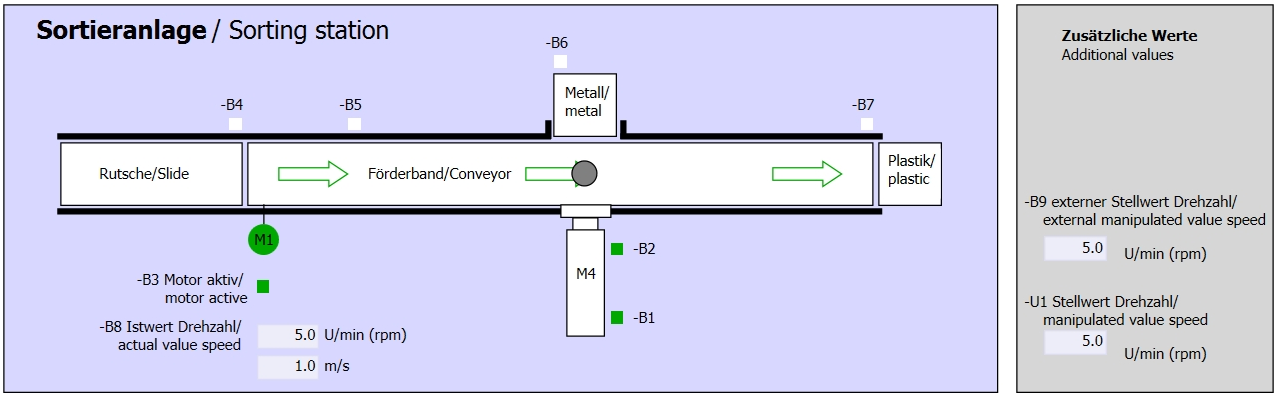 Sortieranlage / Sorting station
-B6
Metall/
metal
-B4
-B5
-B7
Rutsche/Slide
Förderband/Conveyor
Plastik/
plastic
M1
-B3 Motor aktiv/
motor active
-B8 Istwert Drehzahl/
actual value speed
5.0 U/min (rpm)
1.0 m/s
M4
-B2
-B1
Zusätzliche Werte
Additional values
-B9 externer Stellwert Drehzahl/
external manipulated value speed
5.0 U/min (rpm)
-U1 Stellwert Drehzahl/
manipulated value speed
5.0 U/min (rpm)